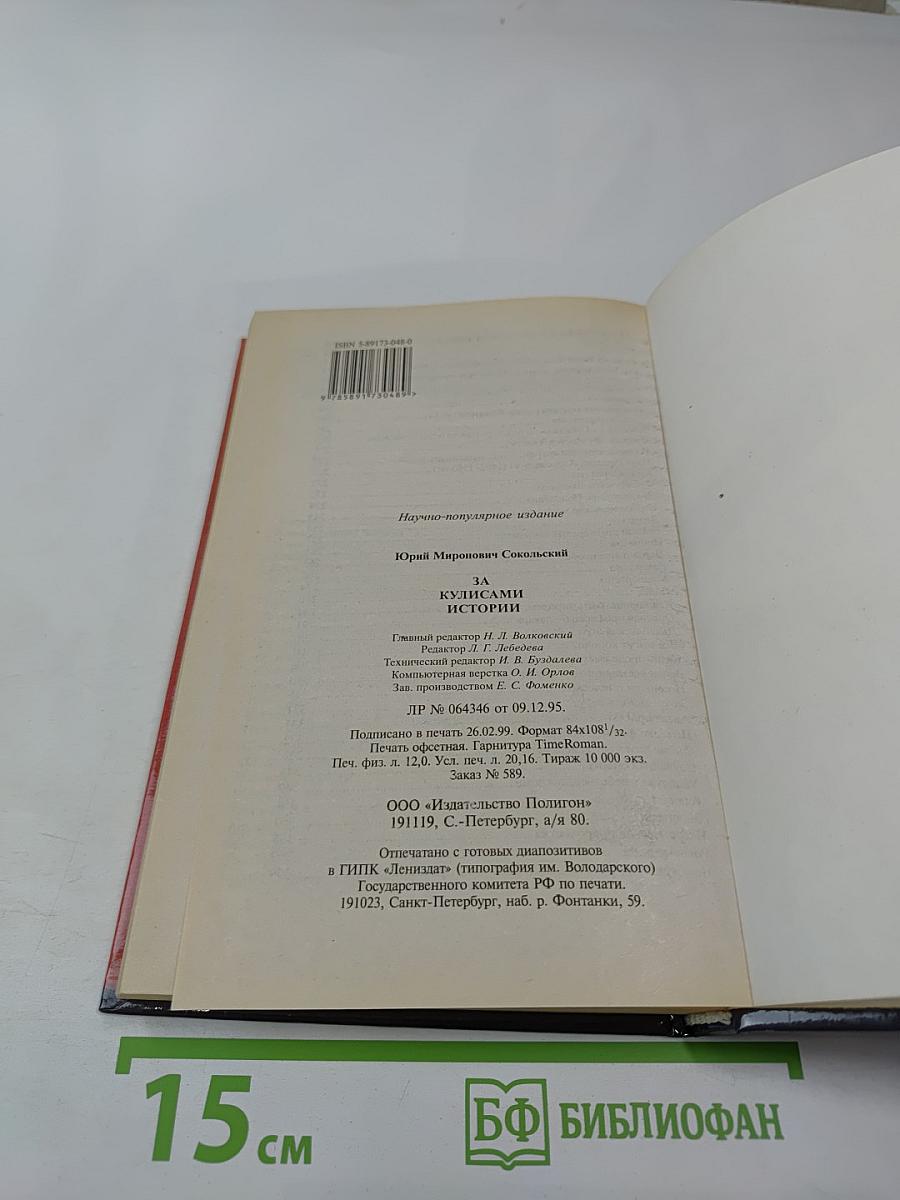 ISBN 5-89173-048-0
9 785891 730489 >
Научно-популярное издание
Юрий Миронович Сокольский
ЗА
КУЛИСАМИ
ИСТОРИИ
Главный редактор Н. Л. Волковский
Редактор Л. Г. Лебедева
Технический редактор И. В. Буздалева
Компьютерная верстка О. И. Орлов
Зав. производством Е. С. Фоменко
ЛР № 064346 от 09.12.95.
Подписано в печать 26.02.99. Формат 84х108¹/₃₂.
Печать офсетная. Гарнитура TimeRoman.
Печ. физ. л. 12,0. Усл. печ. л. 20,16. Тираж 10 000 экз.
Заказ № 589.
ООО «Издательство Полигон»
191119, С.-Петербург, а/я 80.
Отпечатано с готовых диапозитивов
в ГИПК «Лениздат» (типография им. Володарского)
Государственного комитета РФ по печати.
191023, Санкт-Петербург, наб. р. Фонтанки, 59.
15 см
БФ БИБЛИОФАН